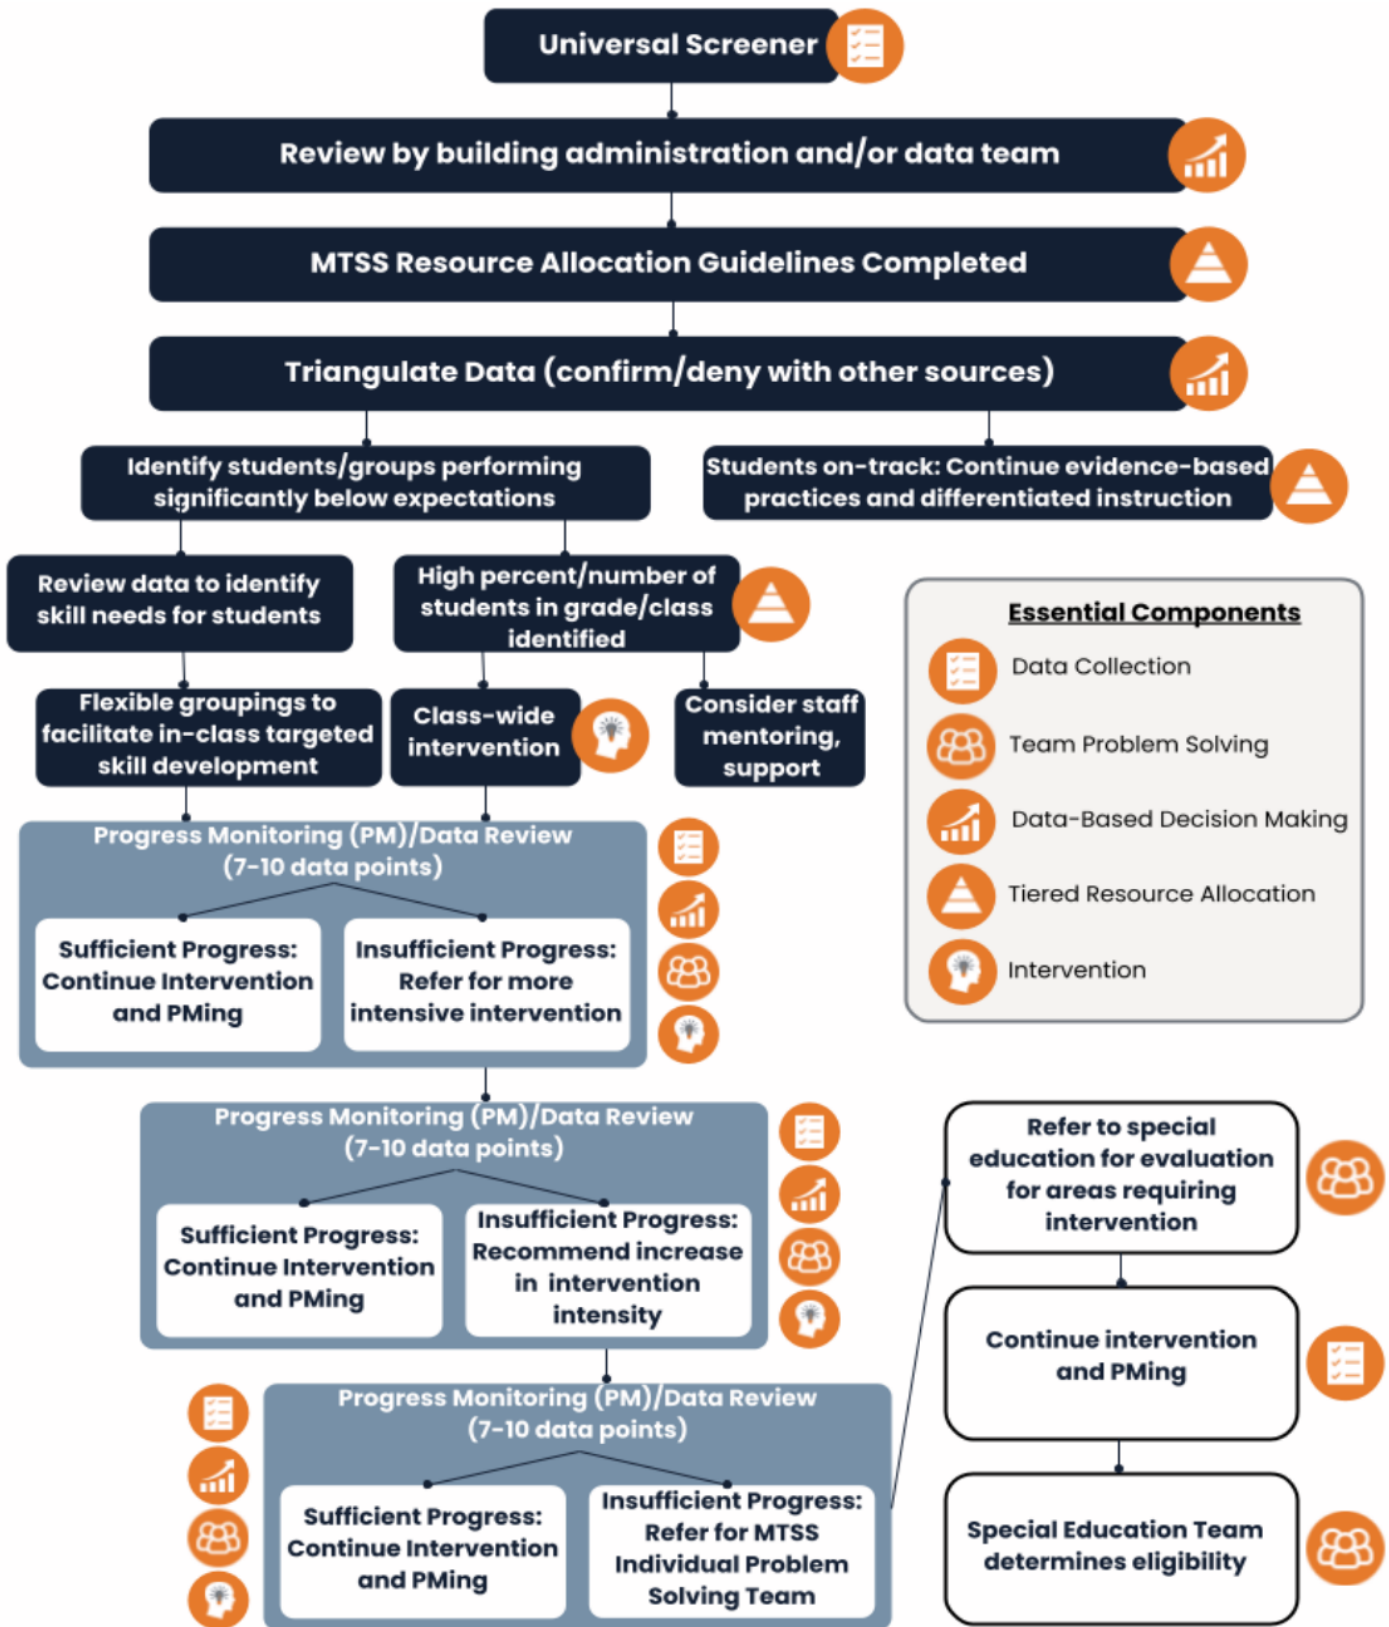 Universal Screener
Review by building administration and/or data team
MTSS Resource Allocation Guidelines Completed
Triangulate Data (confirm/deny with other sources)
Identify students/groups performing
significantly below expectations
Students on-track: Continue evidence-based
practices and differentiated instruction
Review data to identify
skill needs for students
High percent/number of
students in grade/class
identified
Flexible groupings to
facilitate in-class targeted
skill development
Class-wide
intervention
Consider staff
mentoring,
support
Essential Components
Data Collection
Team Problem Solving
Data-Based Decision Making
Tiered Resource Allocation
Intervention
Progress Monitoring (PM)/Data Review
(7-10 data points)
Sufficient Progress:
Continue Intervention
and PMing
Insufficient Progress:
Refer for more
intensive intervention
Progress Monitoring (PM)/Data Review
(7-10 data points)
Sufficient Progress:
Continue Intervention
and PMing
Insufficient Progress:
Recommend increase
in intervention
intensity
Progress Monitoring (PM)/Data Review
(7-10 data points)
Sufficient Progress:
Continue Intervention
and PMing
Insufficient Progress:
Refer for MTSS
Individual Problem
Solving Team
Refer to special
education for evaluation
for areas requiring
intervention
Continue intervention
and PMing
Special Education Team
determines eligibility